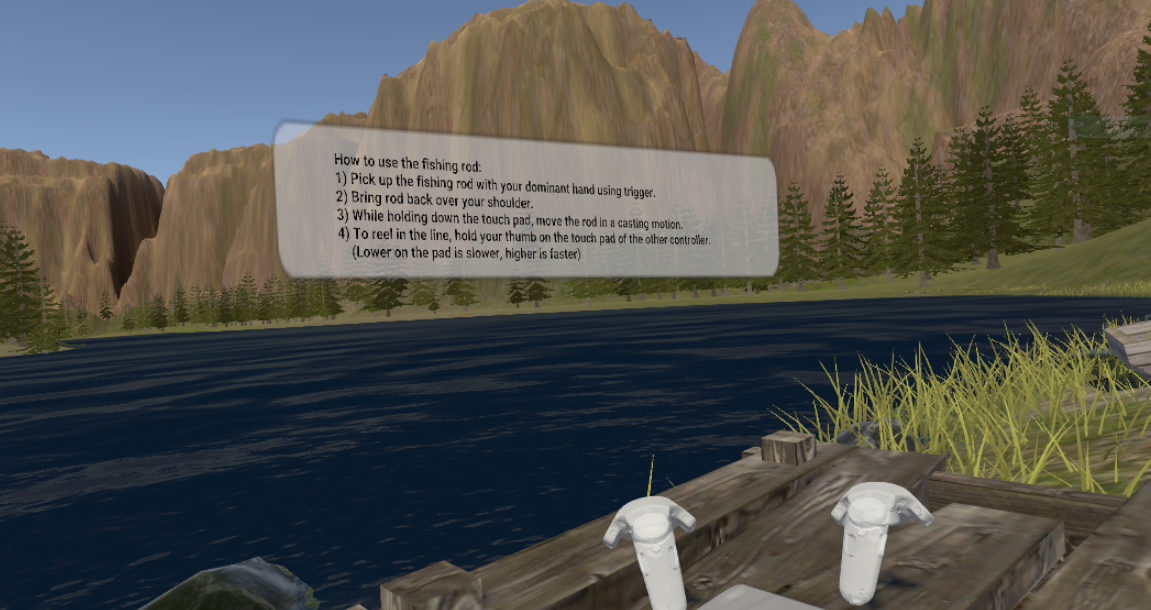 How to use the fishing rod:
1) Pick up the fishing rod with your dominant hand using trigger.
2) Bring rod back over your shoulder.
3) While holding down the touch pad, move the rod in a casting motion.
4) To reel in the line, hold your thumb on the touch pad of the other controller.
(Lower on the pad is slower, higher is faster)